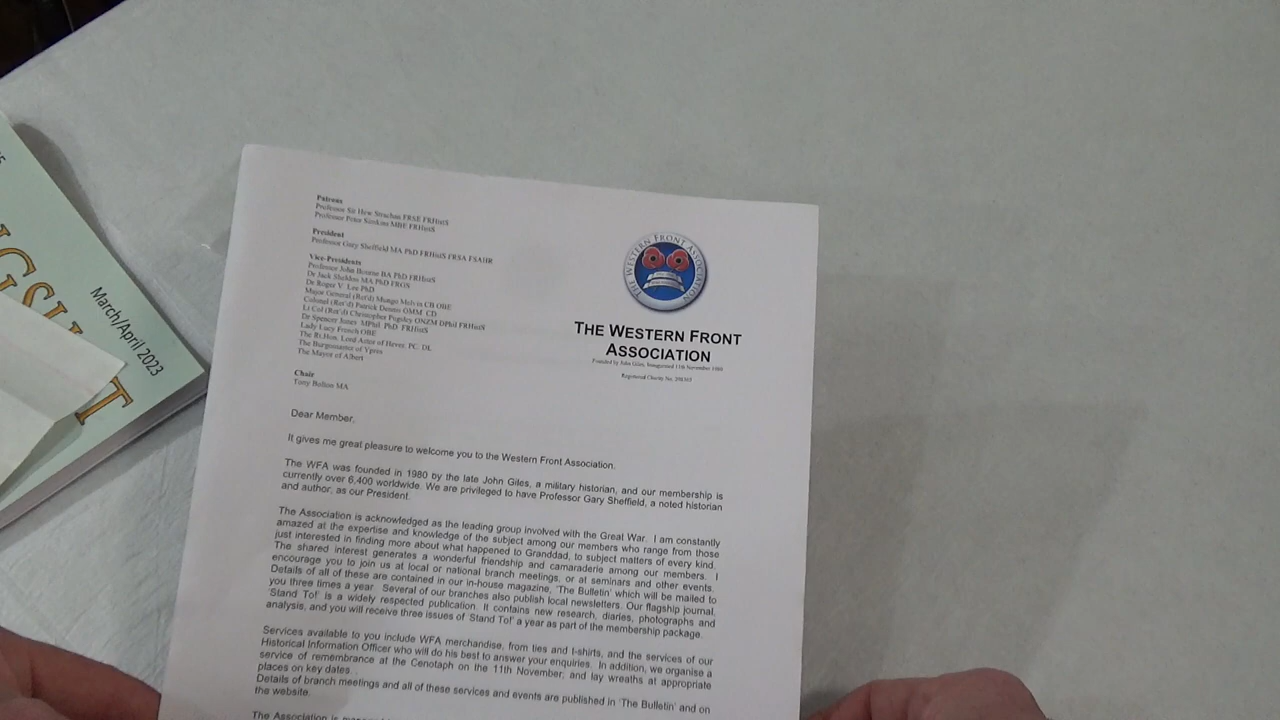 Patrons
Professor Sir Hew Strachan FRSE FRHistS
Professor Peter Simkins MBE FRHistS
President
Professor Gary Sheffield MA PhD FRHistS FRSA FSAHR
Vice-Presidents
Professor John Bourne BA PhD FRHistS
Dr Jack Sheldon MA PhD FRGS
Dr Roger V. Lee PhD
Major General (Ret'd) Mungo Melvin CB OBE
Colonel (Ret'd) Patrick Dennis OMM CD
Lt Col (Ret'd) Christopher Pugsley ONZM DPhil FRHistS
Dr Spencer Jones MPhil PhD FRHistS
Lady Lucy French OBE
The Rt.Hon. Lord Astor of Hever, PC, DL
The Burgomaster of Ypres
The Mayor of Albert
Chair
Tony Bolton MA
THE WESTERN FRONT ASSOCIATION
THE WESTERN FRONT
ASSOCIATION
Founded by John Giles, Inaugurated 11th November 1980
Registered Charity No.
Dear Member,
It gives me great pleasure to welcome you to the Western Front Association.
The WFA was founded in 1980 by the late John Giles, a military historian, and our membership is
currently over 6,400 worldwide. We are privileged to have Professor Gary Sheffield, a noted historian
and author, as our President.
The Association is acknowledged as the leading group involved with the Great War. I am constantly
amazed at the expertise and knowledge of the subject among our members who range from those
just interested in finding more about what happened to Granddad, to subject matters of every kind.
The shared interest generates a wonderful friendship and camaraderie among our members. I
encourage you to join us at local or national branch meetings, or at seminars and other events.
Details of all of these are contained in our in-house magazine, 'The Bulletin' which will be mailed to
you three times a year. Several of our branches also publish local newsletters. Our flagship journal,
'Stand To!' is a widely respected publication. It contains new research, diaries, photographs and
analysis, and you will receive three issues of 'Stand To!' a year as part of the membership package.
Services available to you include WFA merchandise, from ties and t-shirts, and the services of our
Historical Information Officer who will do his best to answer your enquiries. In addition, we organise a
service of remembrance at the Cenotaph on the 11th November, and lay wreaths at appropriate
places on key dates.
Details of branch meetings and all of these services and events are published in 'The Bulletin' and on
the website.
The Association is
March/April 2023